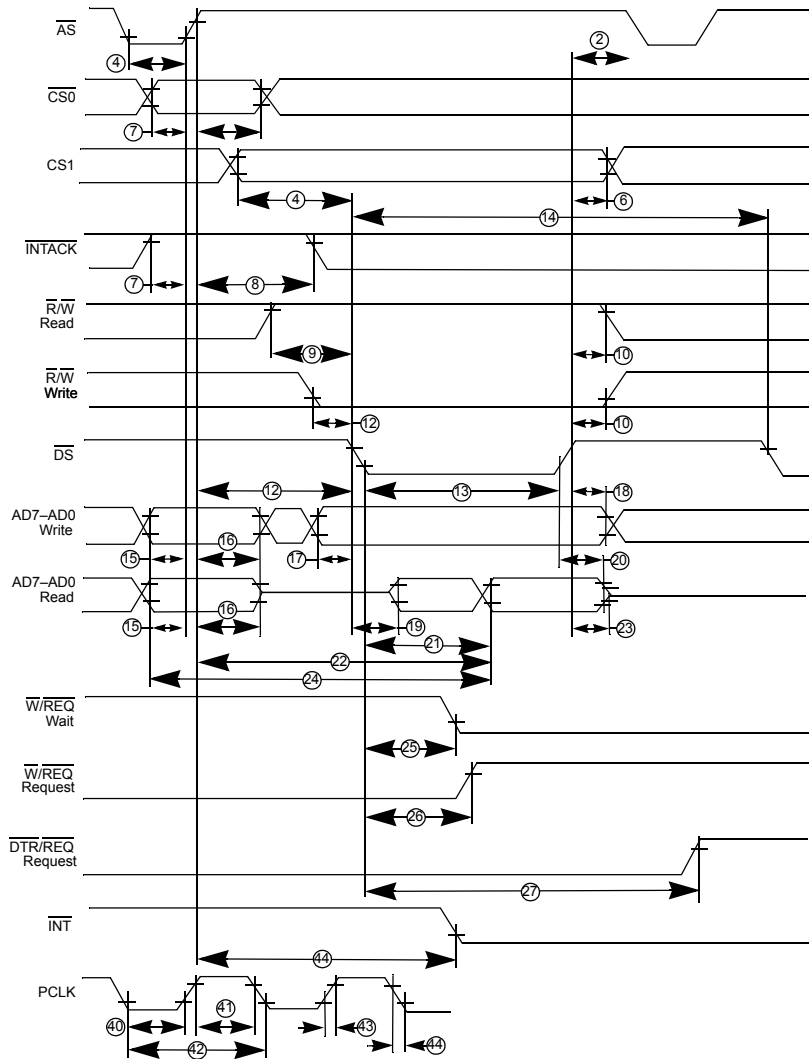 AS
2
4
CS0
7
CS1
4
6
14
INTACK
7
8
R/W
Read
9
10
R/W
Write
12
10
DS
12
13
18
AD7–AD0
Write
15
16
17
20
AD7–AD0
Read
15
16
19
21
23
22
24
W/REQ
Wait
25
W/REQ
Request
26
DTR/REQ
Request
27
INT
44
PCLK
40
41
43
44
42